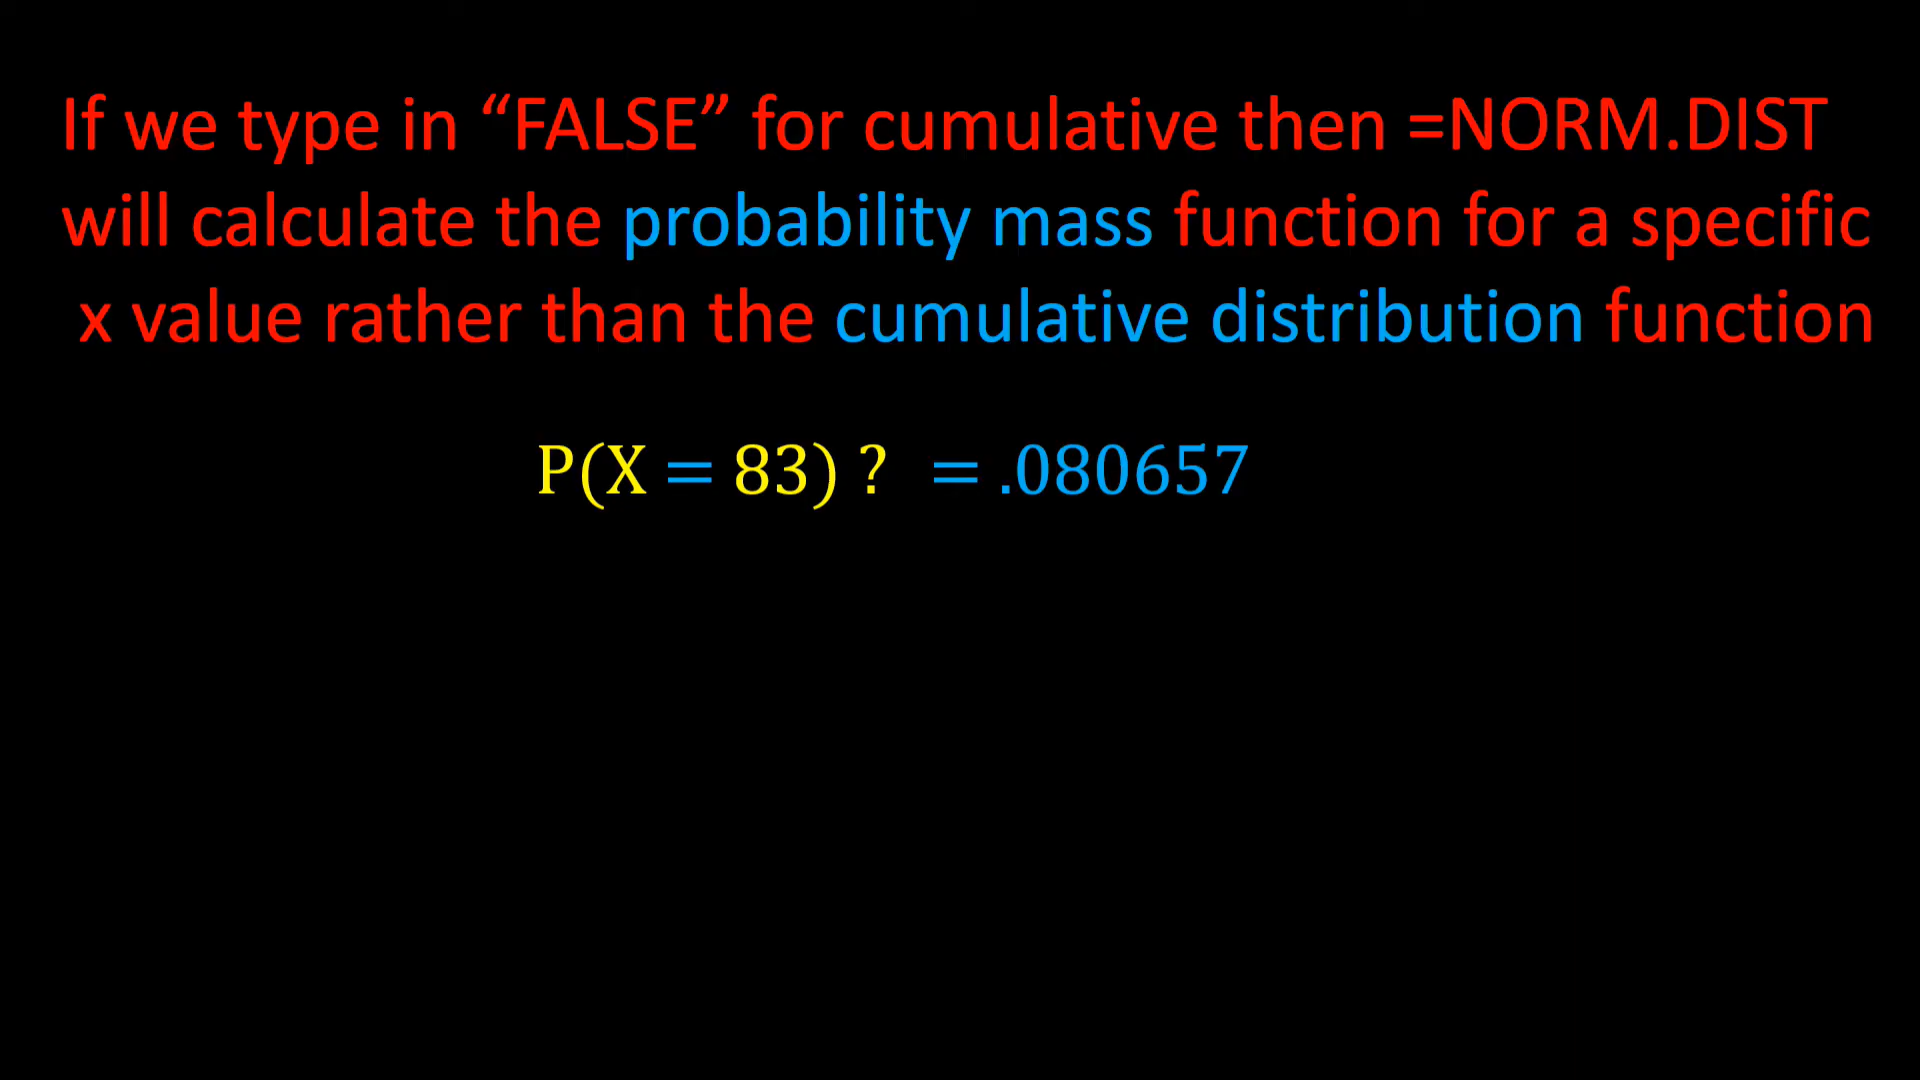 If we type in “FALSE” for cumulative then =NORM.DIST
will calculate the probability mass function for a specific
x value rather than the cumulative distribution function
P(X = 83) ? = .080657